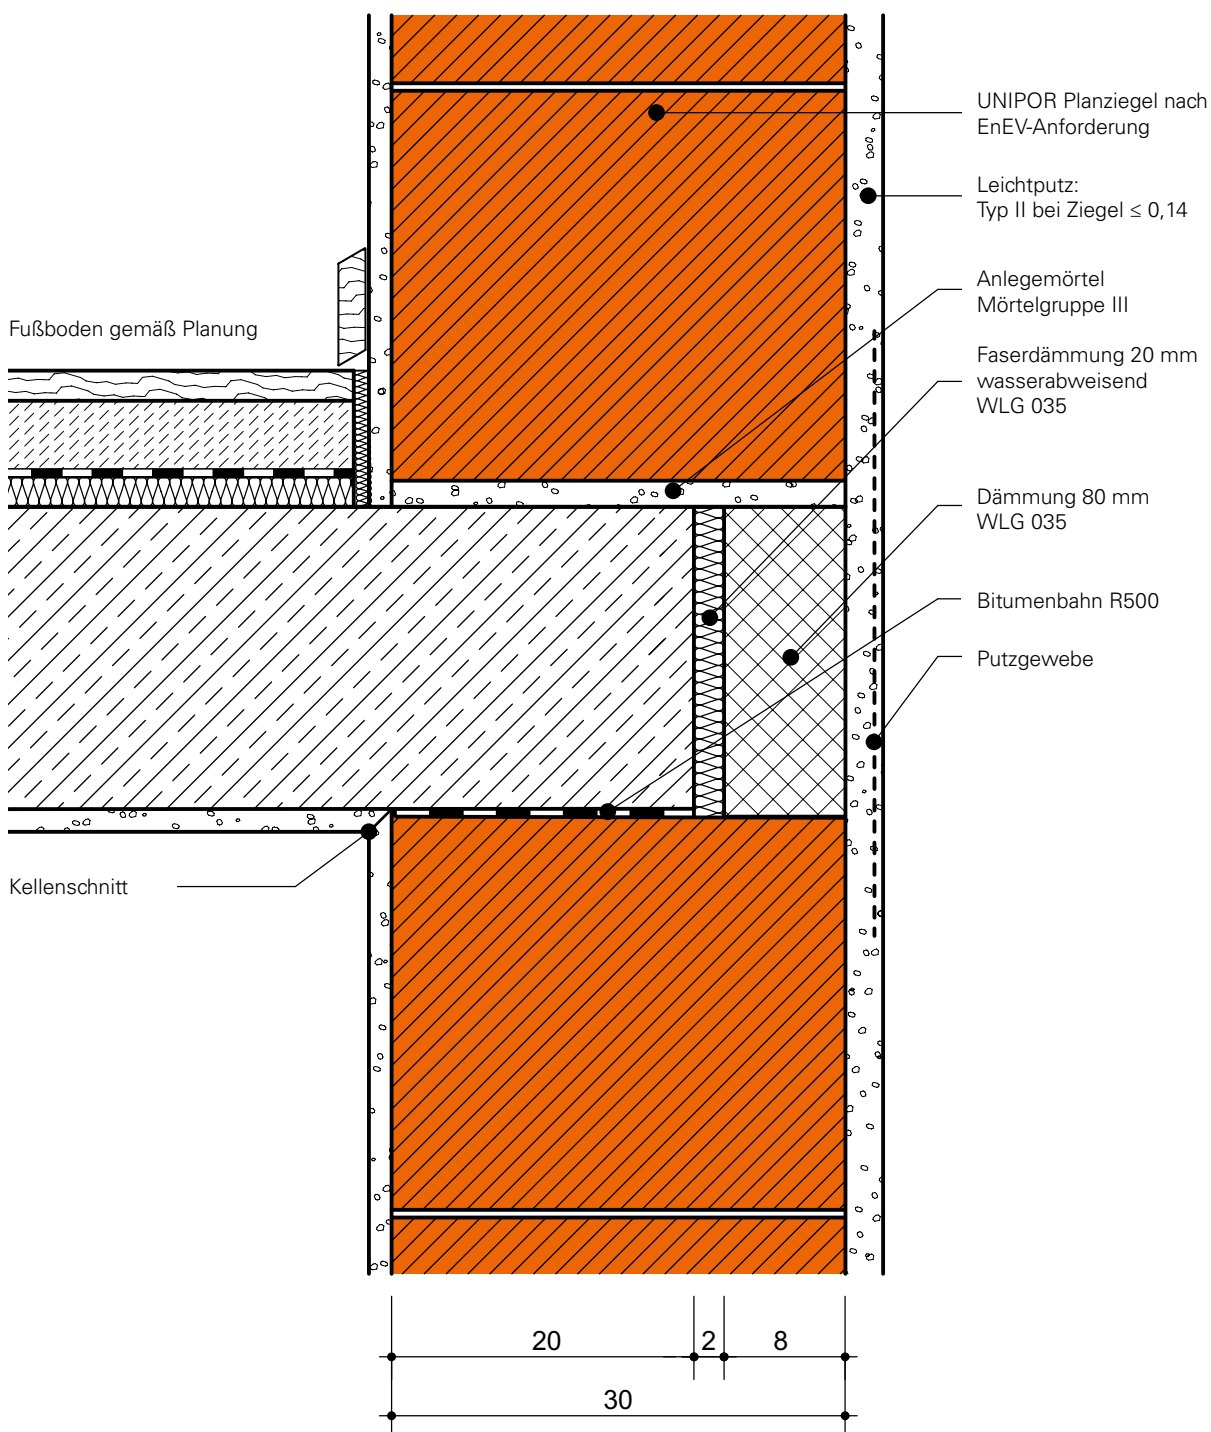 UNIPOR Planziegel nach
EnEV-Anforderung
Leichtputz:
Typ II bei Ziegel ≤ 0,14
Anlegemörtel
Mörtelgruppe III
Fußboden gemäß Planung
Faserdämmung 20 mm
wasserabweisend
WLG 035
Dämmung 80 mm
WLG 035
Bitumenbahn R500
Putzgewebe
Kellenschnitt
20 2 8
30